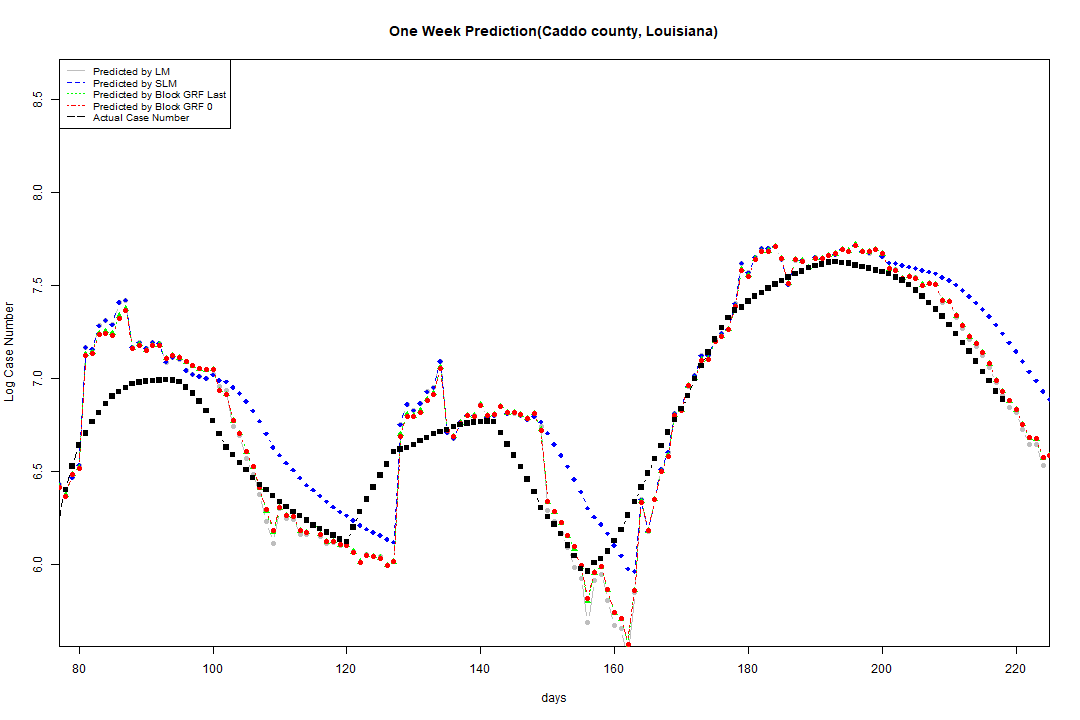 One Week Prediction(Caddo county, Louisiana)
Predicted by LM
Predicted by SLM
Predicted by Block GRF Last
Predicted by Block GRF 0
Actual Case Number
8.5
8.0
7.5
7.0
6.5
6.0
Log Case Number
80 100 120 140 160 180 200 220
days